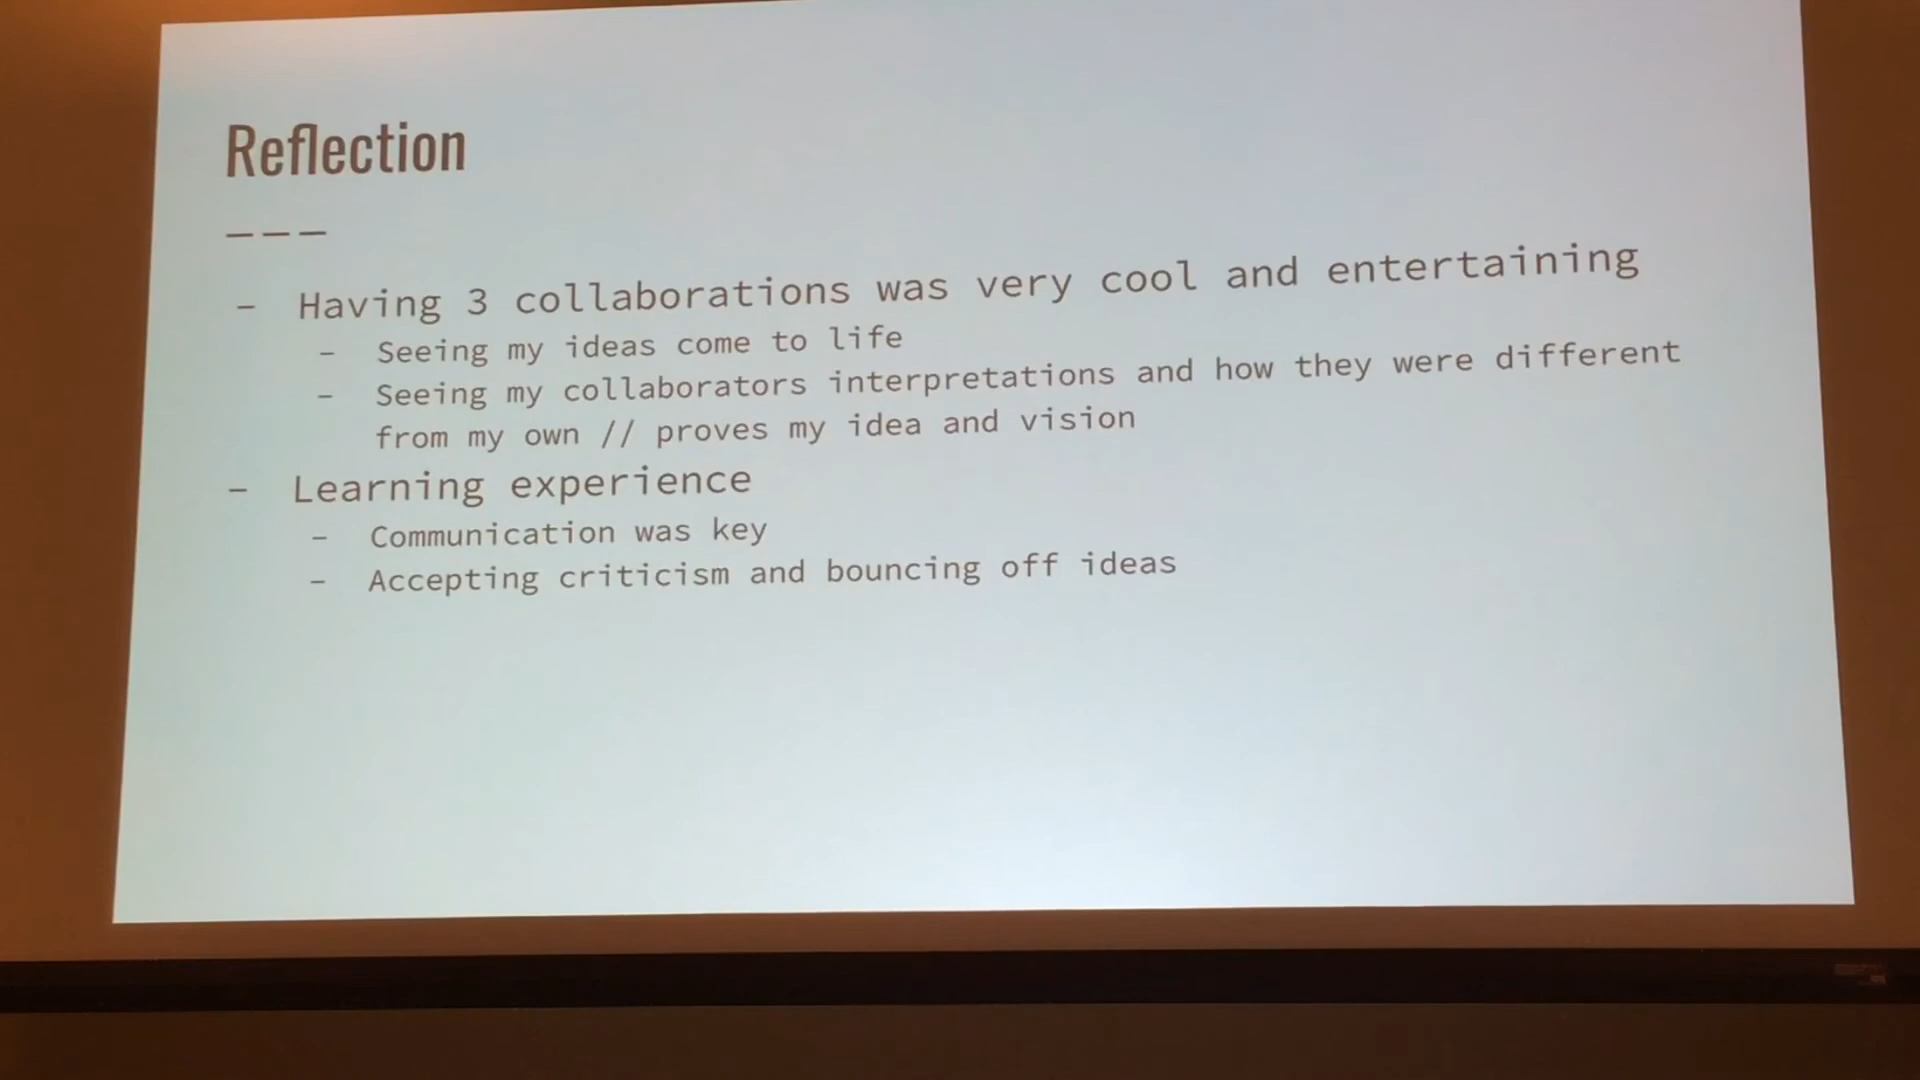 Reflection
———
- Having 3 collaborations was very cool and entertaining
- Seeing my ideas come to life
- Seeing my collaborators interpretations and how they were different
from my own // proves my idea and vision
- Learning experience
- Communication was key
- Accepting criticism and bouncing off ideas